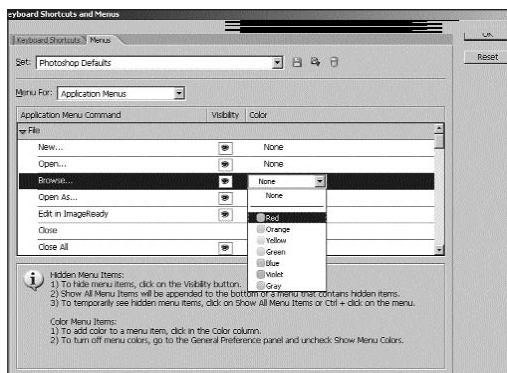 eyboard Shortcuts and Menus
Keyboard Shortcuts Menus
OK
Set: Photoshop Defaults
Reset
Menu For: Application Menus
Application Menu Command Visibility Color
File
New... None
Open... None
Browse... None
Open As... None
Edit in ImageReady
Red
Close
Orange
Yellow
Close All
Green
Blue
Violet
Gray
Hidden Menu Items:
1) To hide menu items, click on the Visibility button.
2) Show All Menu Items will be appended to the bottom of a menu that contains hidden items.
3) To temporarily see hidden menu items, click on Show All Menu Items or Ctrl + click on the menu.
Color Menu Items:
1) To add color to a menu item, click in the Color column.
2) To turn off menu colors, go to the General Preference panel and uncheck Show Menu Colors.